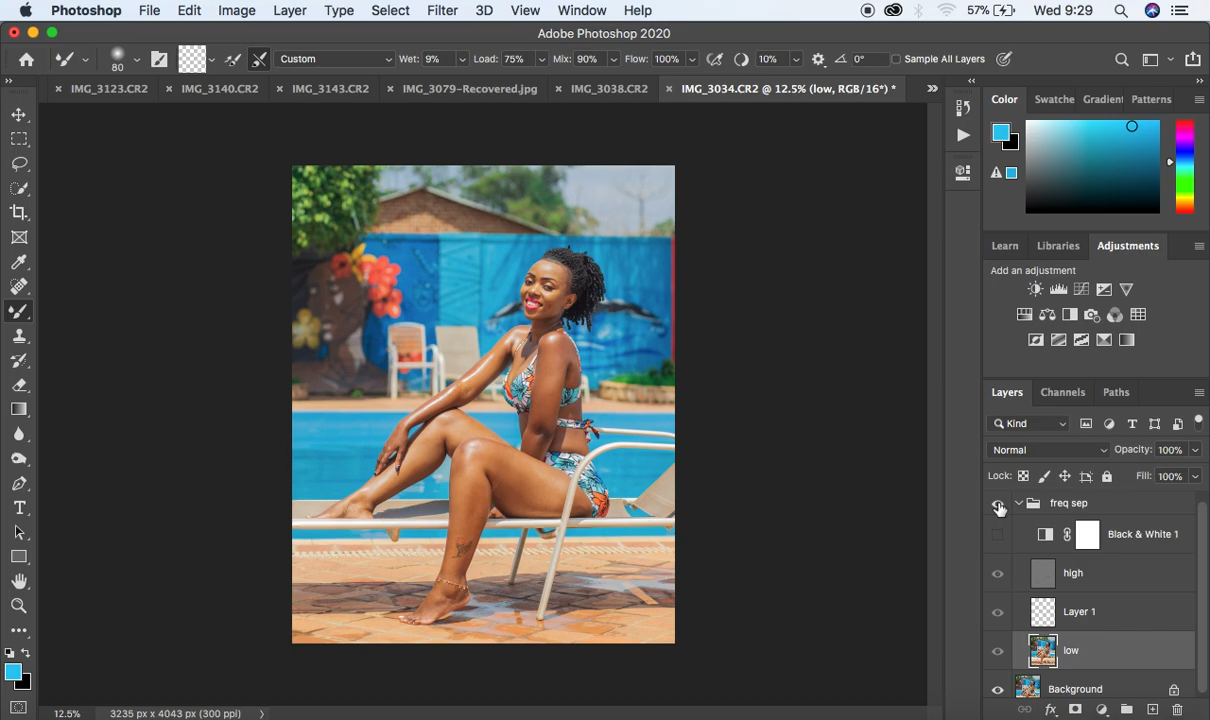 Photoshop File Edit Image Layer Type Select Filter 3D View Window Help 57% Wed 9:29
Adobe Photoshop 2020
80 Custom Wet: 9% Load: 75% Mix: 90% Flow: 100% 10% 0° Sample All Layers
IMG_3123.CR2 IMG_3140.CR2 IMG_3143.CR2 IMG_3079-Recovered.jpg IMG_3038.CR2 IMG_3034.CR2 @ 12.5% (low, RGB/16*) *
Color Swatche Gradien Patterns
Learn Libraries Adjustments
Add an adjustment
Layers Channels Paths
Kind
Normal Opacity: 100%
Lock: Fill: 100%
freq sep
Black & White 1
high
Layer 1
low
Background
12.5% 3235 px x 4043 px (300 ppi)